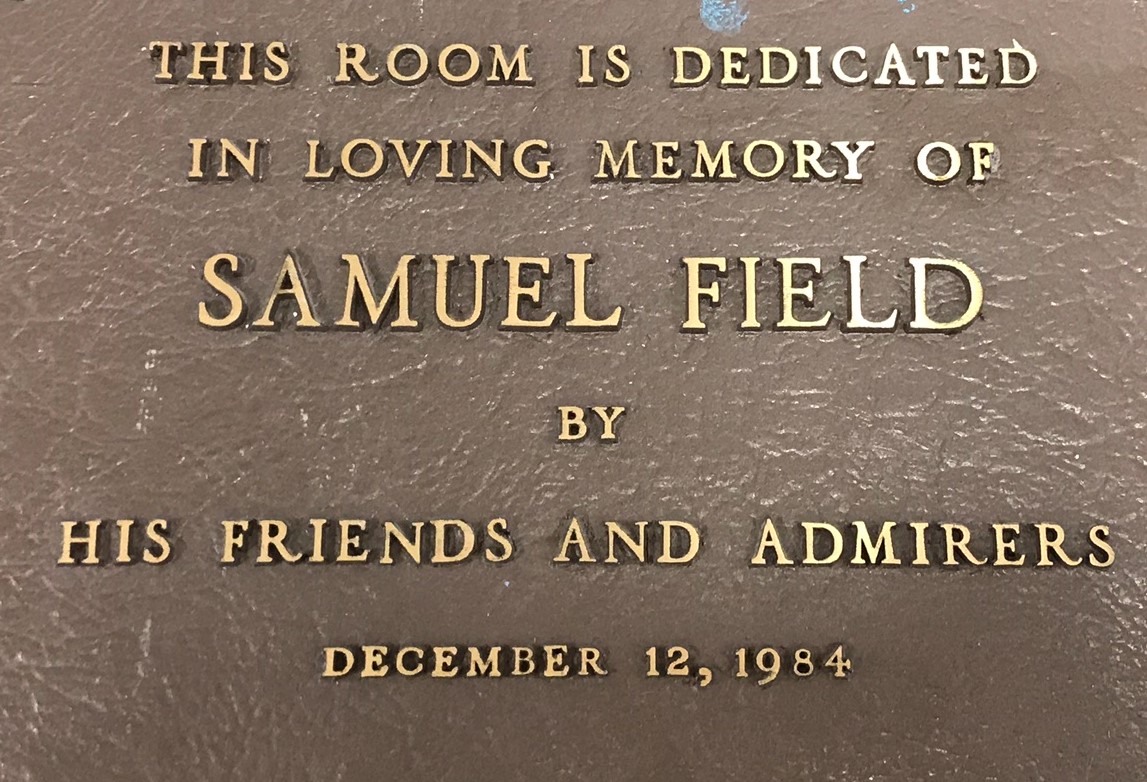 THIS ROOM IS DEDICATED
IN LOVING MEMORY OF
SAMUEL FIELD
BY
HIS FRIENDS AND ADMIRERS
DECEMBER 12, 1984